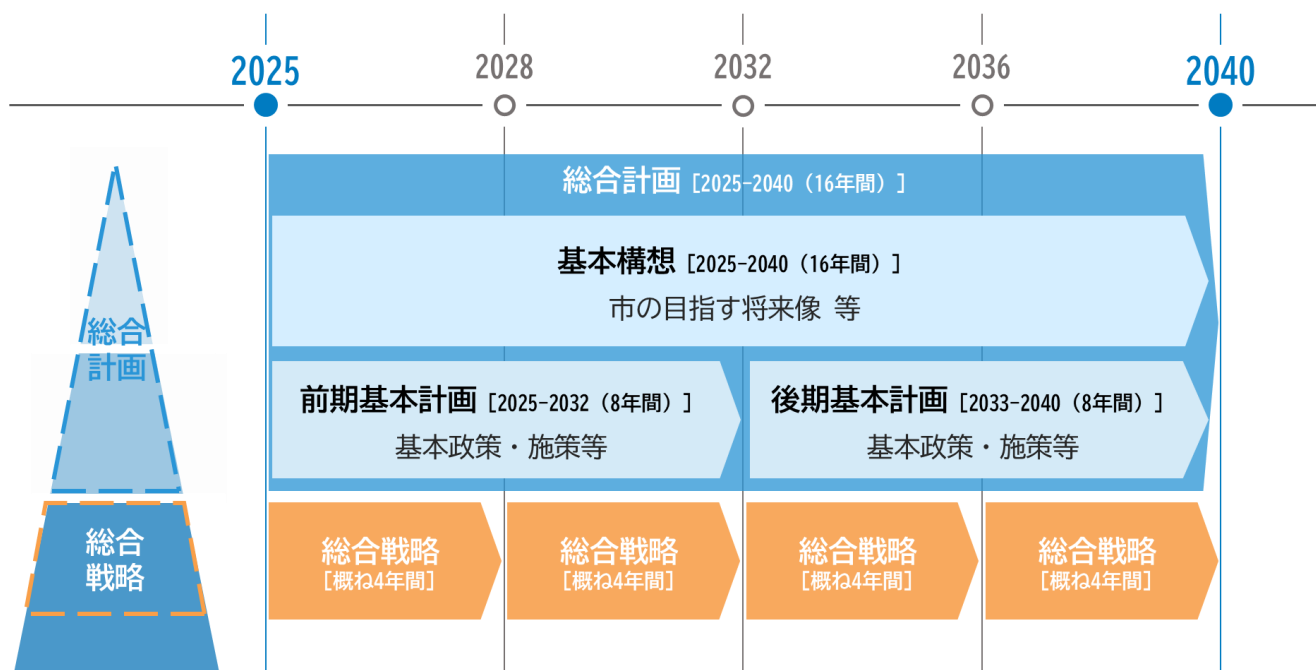 2025
2028
2032
2036
2040
総合計画 [2025-2040（16年間）]
基本構想 [2025-2040（16年間）]
市の目指す将来像 等
総合
計画
前期基本計画 [2025-2032（8年間）]
基本政策・施策等
後期基本計画 [2033-2040（8年間）]
基本政策・施策等
総合
戦略
総合戦略
[概ね4年間]
総合戦略
[概ね4年間]
総合戦略
[概ね4年間]
総合戦略
[概ね4年間]